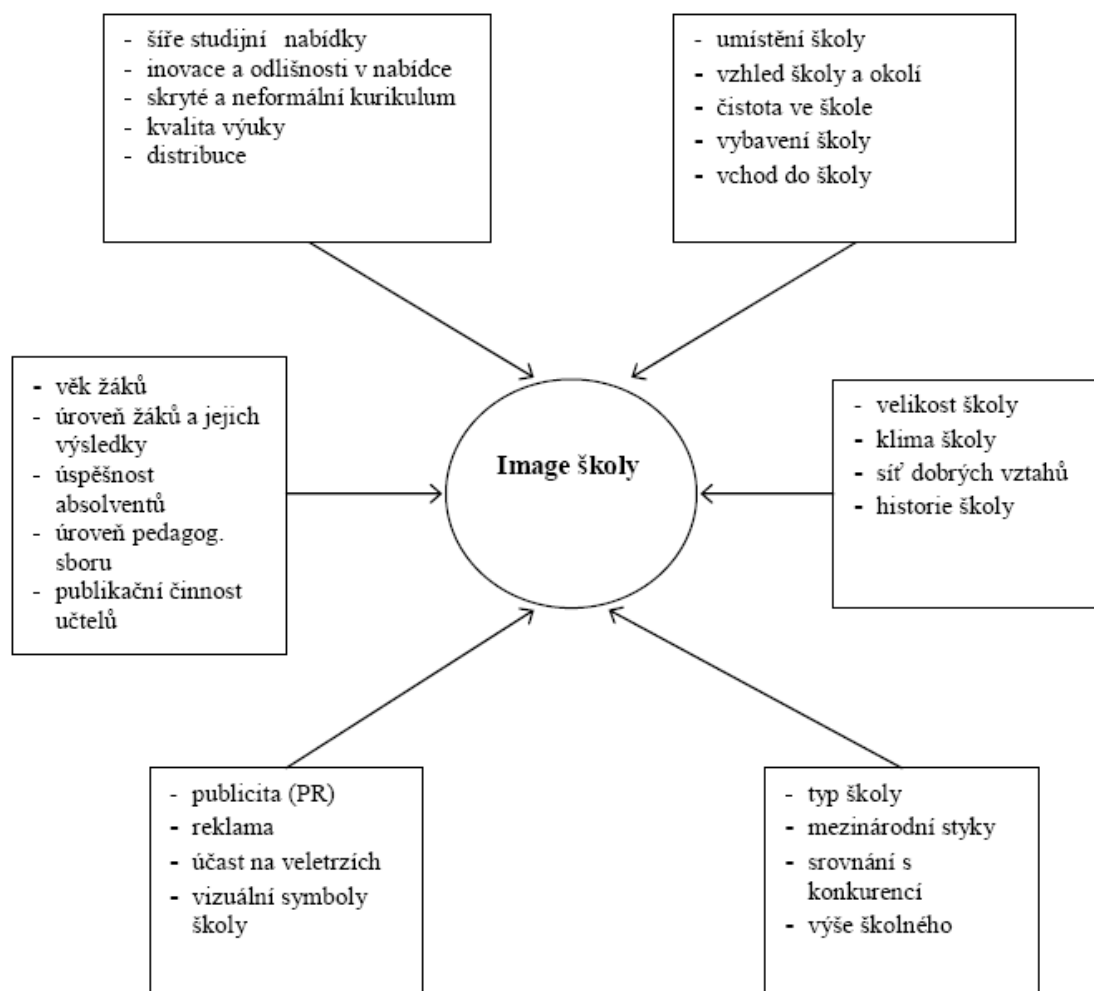 - šíře studijní nabídky
- inovace a odlišnosti v nabídce
- skryté a neformální kurikulum
- kvalita výuky
- distribuce
- umístění školy
- vzhled školy a okolí
- čistota ve škole
- vybavení školy
- vchod do školy
- věk žáků
- úroveň žáků a jejich
výsledky
- úspěšnost
absolventů
- úroveň pedagog.
sboru
- publikační činnost
učtelů
Image školy
- velikost školy
- klima školy
- síť dobrých vztahů
- historie školy
- publicita (PR)
- reklama
- účast na veletrzích
- vizuální symboly
školy
- typ školy
- mezinárodní styky
- srovnání s
konkurencí
- výše školného